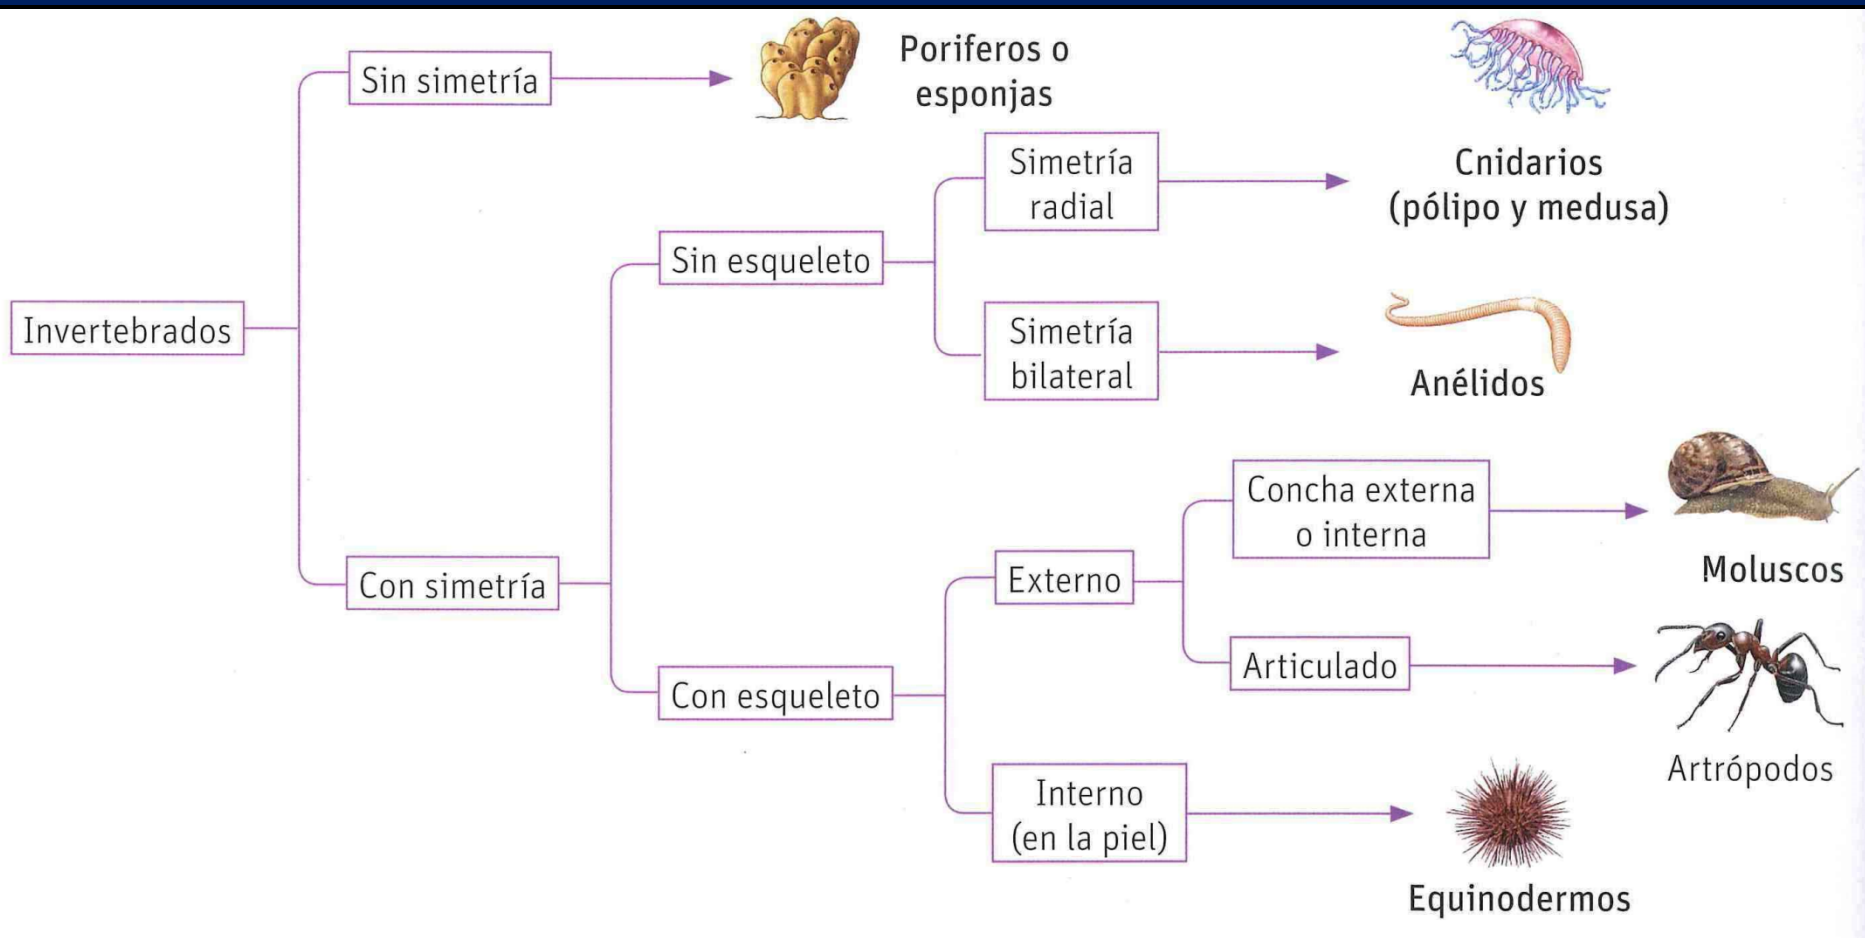 Sin simetría
Poriferos o
esponjas
Simetría
radial
Cnidarios
(pólipo y medusa)
Sin esqueleto
Invertebrados
Simetría
bilateral
Anélidos
Concha externa
o interna
Moluscos
Externo
Con simetría
Articulado
Artrópodos
Con esqueleto
Interno
(en la piel)
Equinodermos